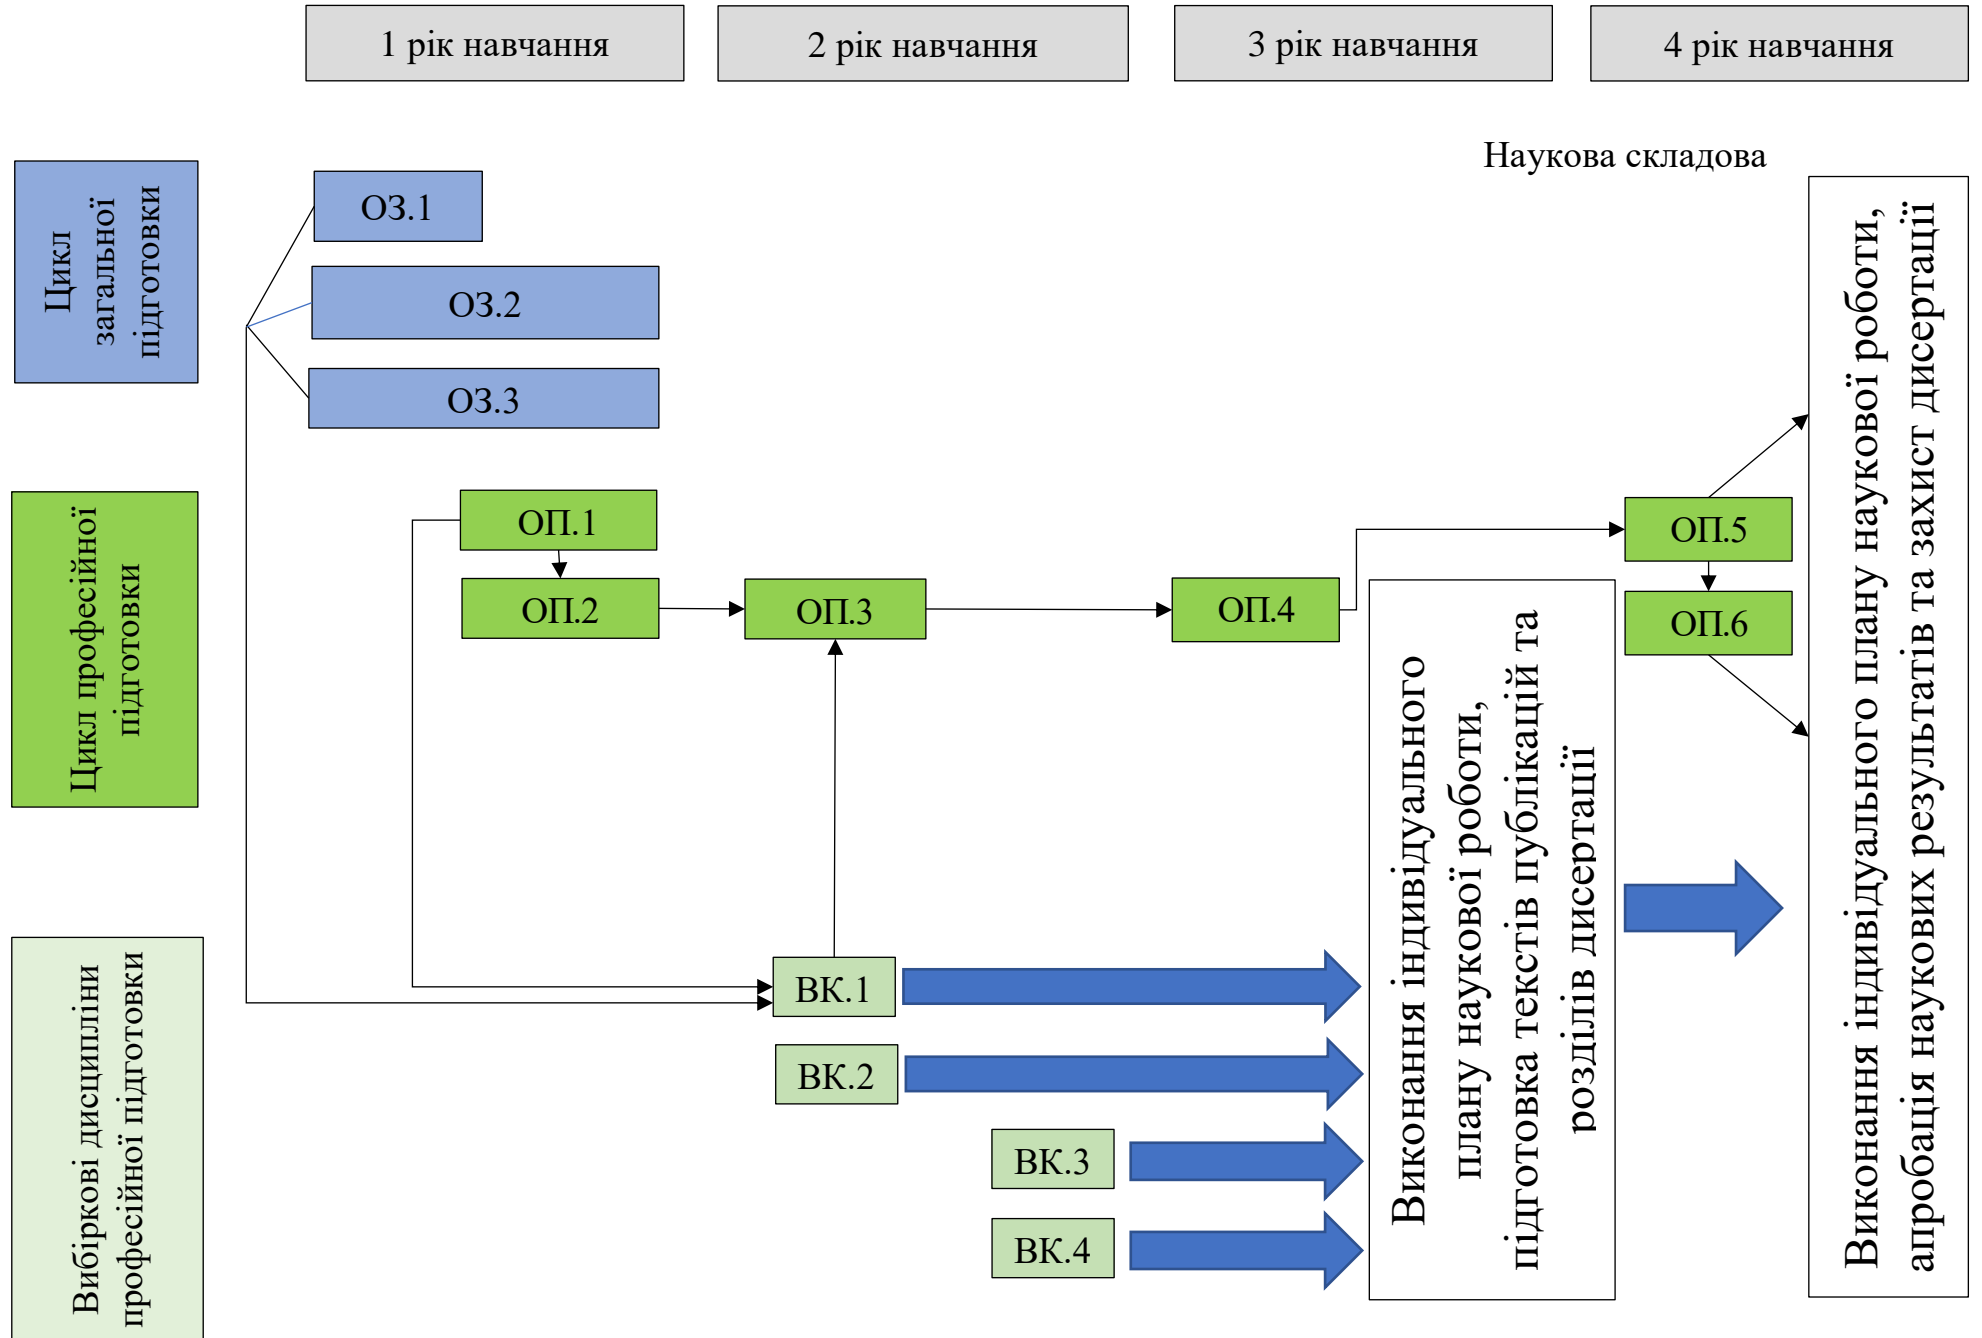 1 рік навчання
2 рік навчання
3 рік навчання
4 рік навчання
Наукова складова
Цикл
загальної
підготовки
ОЗ.1
ОЗ.2
ОЗ.3
Цикл професійної
підготовки
ОП.1
ОП.2
ОП.3
ОП.4
ОП.5
ОП.6
Вибіркові дисципліни
професійної підготовки
ВК.1
ВК.2
ВК.3
ВК.4
Виконання індивідуального
плану наукової роботи,
підготовка текстів публікацій та
розділів дисертації
Виконання індивідуального плану наукової роботи,
апробація наукових результатів та захист дисертації